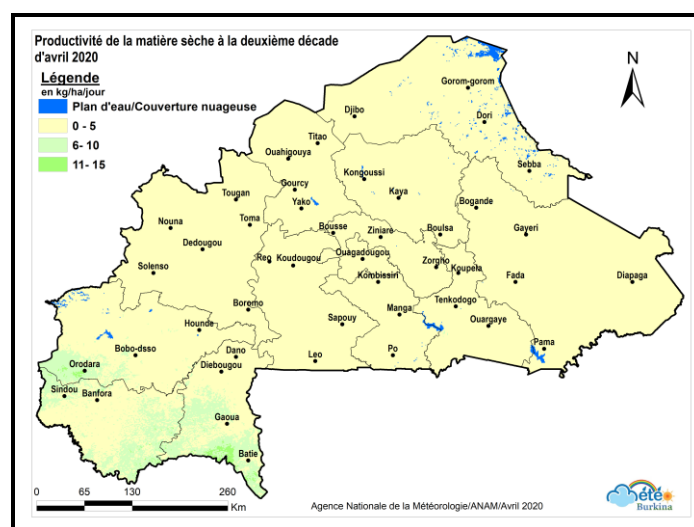 Productivité de la matière sèche à la deuxième décade
d'avril 2020
Légende
en kg/ha/jour
Plan d'eau/Couverture nuageuse
0 - 5
6- 10
11- 15
N
Gorom-gorom
Djibo
Dori
Titao
Ouahigouya
Sebba
Kongoussi
Gourcy
Kaya
Tougan
Yako
Bogande
Toma
Nouna
Bousse
Ziniare
Boulsa
Gayeri
Dedougou
Ouagadougou
Reo
Koudougou
Zorgho
Solenso
Kombissiri
Koupela
Fada
Diapaga
Boromo
Manga
Tenkodogo
Sapouy
Ouargaye
Hounde
Bobo-dsso
Dano
Leo
Po
Pama
Orodara
Diebougou
Sindou
Banfora
Gaoua
Batie
0 65 130 260
Km
Agence Nationale de la Météorologie/ANAM/Avril 2020
été
Burkina